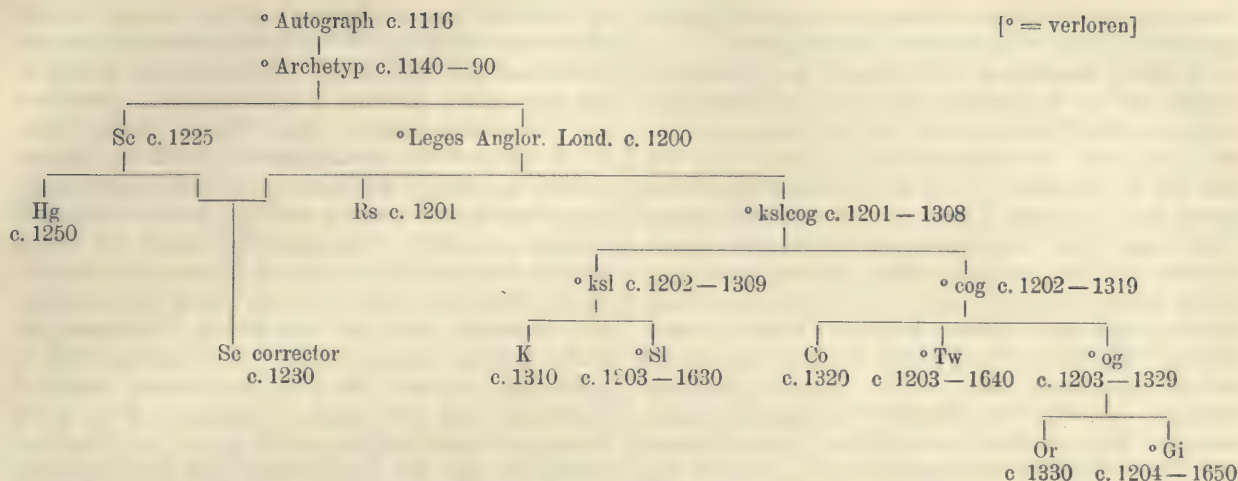 ° Autograph c. 1116 [° = verloren]
° Archetyp c. 1140—90
Sc c. 1225 ° Leges Anglor. Lond. c. 1200
Hg Rs c. 1201 ° kslcog c. 1201—1308
c. 1250
° ksl c. 1202—1309 ° cog c. 1202—1319
Sc corrector K ° Sl Co ° Tw ° og
c. 1230 c. 1310 c. 1203—1630 c. 1320 c 1203—1640 c. 1203—1329
Or ° Gi
c 1330 c. 1204—1650